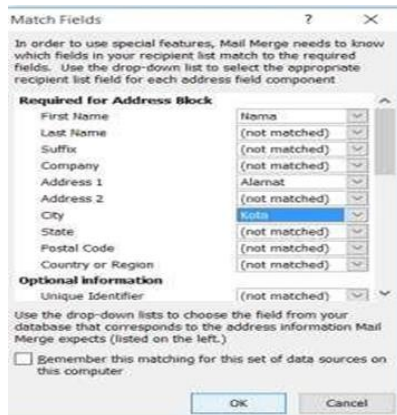 Match Fields ? ×
In order to use special features, Mail Merge needs to know
which fields in your recipient list match to the required
fields. Use the drop-down list to select the appropriate
recipient list field for each address field component
Required for Address Block
First Name Nama
Last Name (not matched)
Suffix (not matched)
Company (not matched)
Address 1 Alamat
Address 2 (not matched)
City Kota
State (not matched)
Postal Code (not matched)
Country or Region (not matched)
Optional information
Unique Identifier (not matched)
Use the drop-down lists to choose the field from your
database that corresponds to the address information Mail
Merge expects (listed on the left.)
Remember this matching for this set of data sources on
this computer
OK Cancel